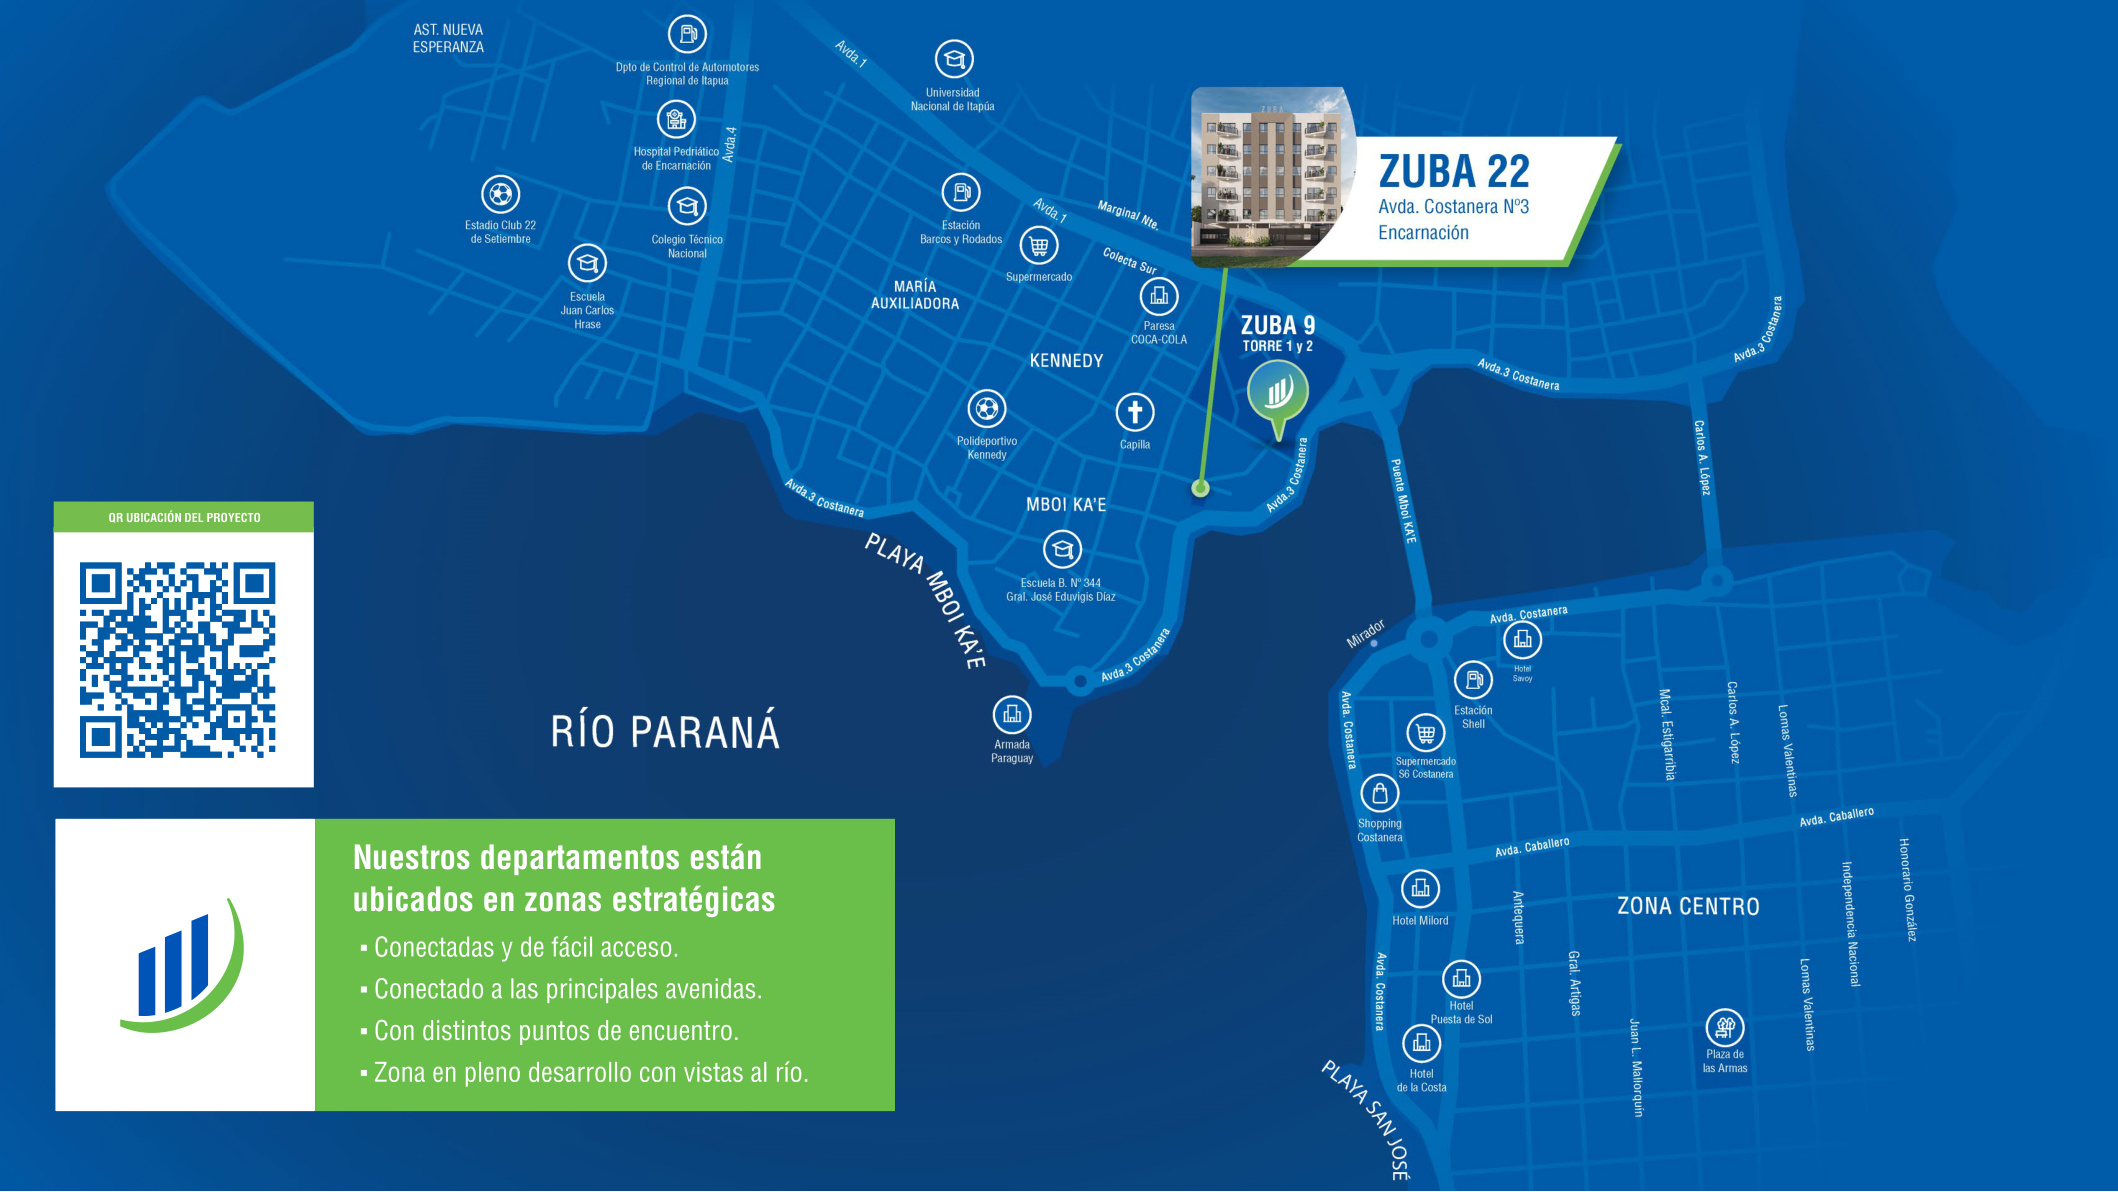 AST. NUEVA
ESPERANZA
Dpto de Control de Automotores
Regional de Itapua
Avda.1
Universidad
Nacional de Itapúa
Hospital Pedriático
de Encarnación
Avda.4
Estadio Club 22
de Setiembre
Colegio Técnico
Nacional
Escuela
Juan Carlos
Hrase
Estación
Barcos y Rodados
Avda.1
Marginal Nte.
Supermercado
Colecta Sur
MARÍA
AUXILIADORA
Paresa
COCA-COLA
KENNEDY
ZUBA
ZUBA 22
Avda. Costanera Nº3
Encarnación
ZUBA 9
TORRE 1 y 2
Avda.3 Costanera
Avda.3 Costanera
Carlos A. López
Polideportivo
Kennedy
Capilla
Avda.3 Costanera
Avda.3 Costanera
Puente Mboi KA'E
MBOI KA'E
PLAYA MBOI KA'E
Escuela B. Nº 344
Gral. José Eduvigis Díaz
Avda.3 Costanera
Armada
Paraguay
RÍO PARANÁ
QR UBICACIÓN DEL PROYECTO
Mirador
Avda. Costanera
Hotel
Savoy
Estación
Shell
Avda. Costanera
Supermercado
S6 Costanera
Shopping
Costanera
Mcal. Estigarribia
Carlos A. López
Lomas Valentinas
Avda. Caballero
Avda. Caballero
Hotel Milord
Antequera
ZONA CENTRO
Independencia Nacional
Honorario González
Avda. Costanera
Gral. Artigas
Hotel
Puesta de Sol
Juan L. Mallorquín
Lomas Valentinas
Plaza de
las Armas
Hotel
de la Costa
PLAYA SAN JOSÉ
Nuestros departamentos están
ubicados en zonas estratégicas
▪ Conectadas y de fácil acceso.
▪ Conectado a las principales avenidas.
▪ Con distintos puntos de encuentro.
▪ Zona en pleno desarrollo con vistas al río.